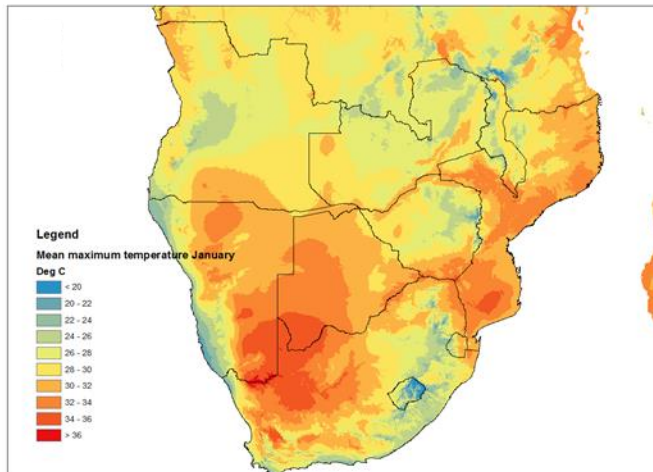 Legend
Mean maximum temperature January
Deg C
< 20
20 - 22
22 - 24
24 - 26
26 - 28
28 - 30
30 - 32
32 - 34
34 - 36
> 36